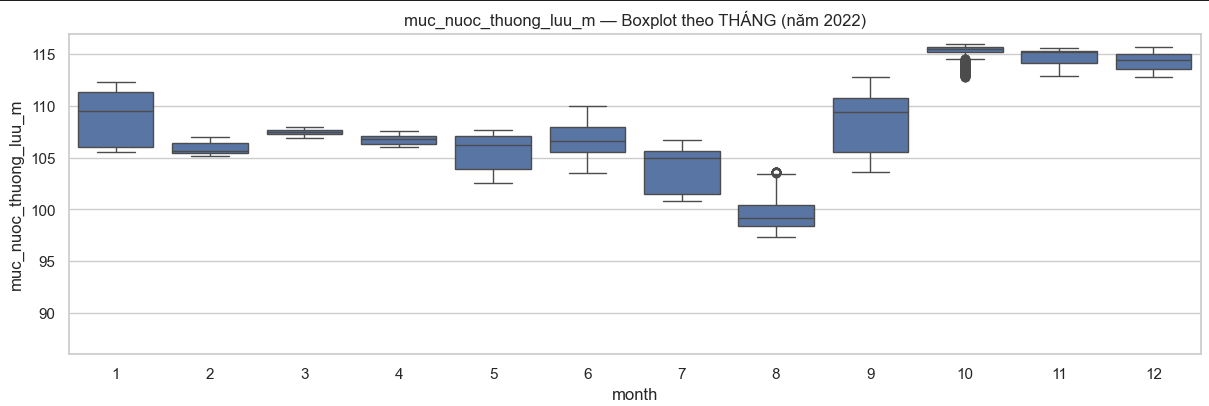 muc_nuoc_thuong_luu_m — Boxplot theo THÁNG (năm 2022)
muc_nuoc_thuong_luu_m
115
110
105
100
95
90
1 2 3 4 5 6 7 8 9 10 11 12
month